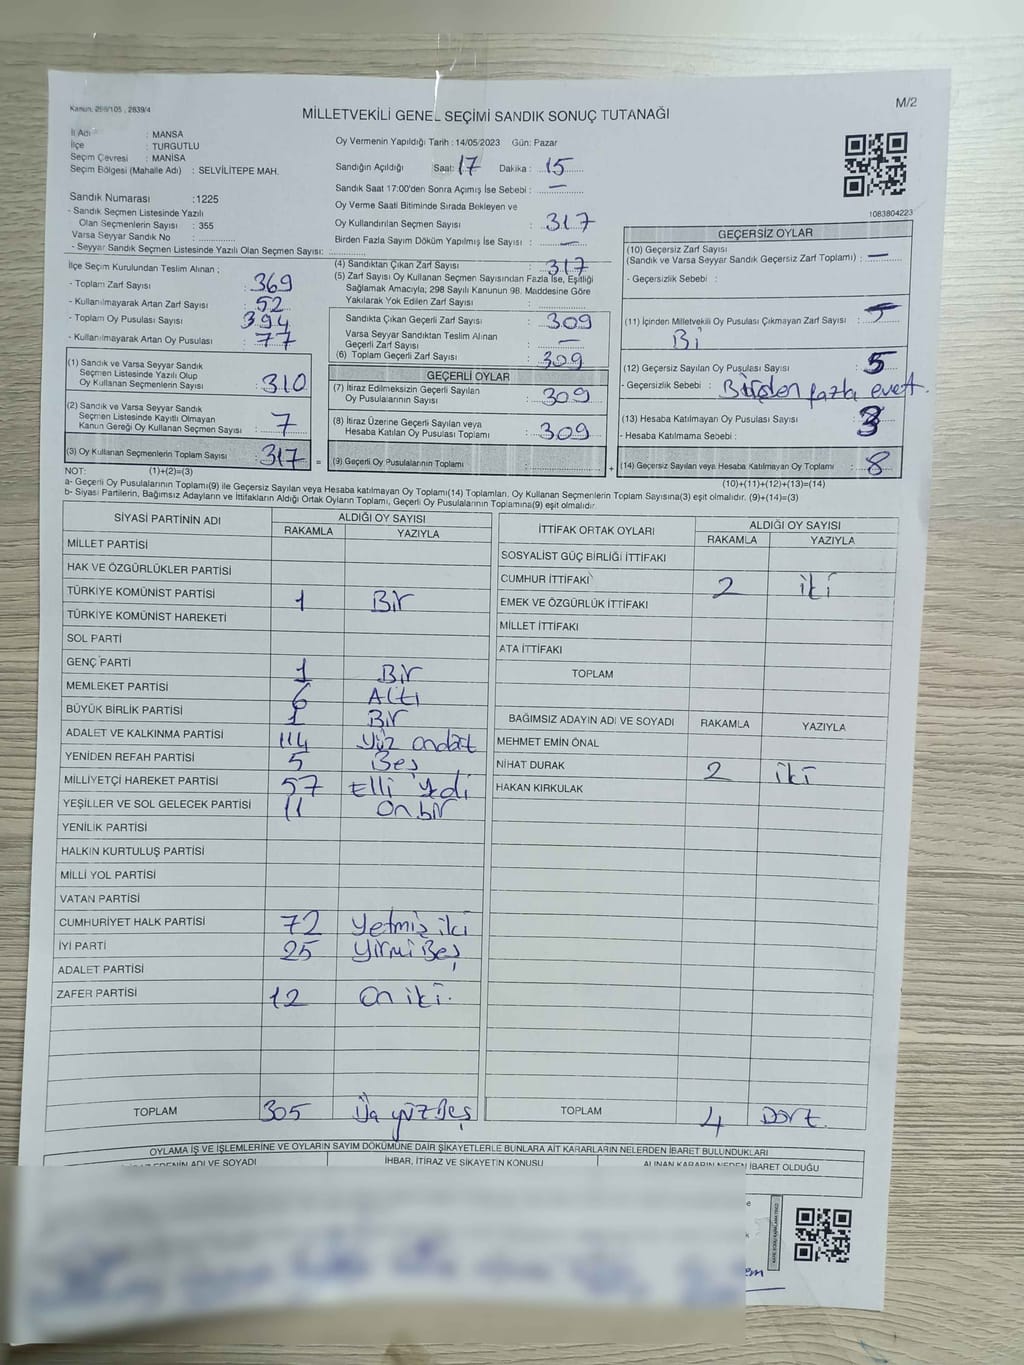 Kanun, 298/105 , 2839/4
M/2
MİLLETVEKİLİ GENEL SEÇİMİ SANDIK SONUÇ TUTANAĞI
İl Adı : MANSA
İlçe : TURGUTLU
Seçim Çevresi : MANİSA
Seçim Bölgesi (Mahalle Adı) : SELVİLİTEPE MAH.
Sandık Numarası :1225
- Sandık Seçmen Listesinde Yazılı
Olan Seçmenlerin Sayısı : 355
Varsa Seyyar Sandık No :
- Seyyar Sandık Seçmen Listesinde Yazılı Olan Seçmen Sayısı:
İlçe Seçim Kurulundan Teslim Alınan ;
- Toplam Zarf Sayısı : 369
- Kullanılmayarak Artan Zarf Sayısı : 52
- Toplam Oy Pusulası Sayısı : 394
- Kullanılmayarak Artan Oy Pusulası : 77
(1) Sandık ve Varsa Seyyar Sandık
Seçmen Listesinde Yazılı Olup
Oy Kullanan Seçmenlerin Sayısı : 310
(2) Sandık ve Varsa Seyyar Sandık
Seçmen Listesinde Kayıtlı Olmayan
Kanun Gereği Oy Kullanan Seçmen Sayısı : 7
(3) Oy Kullanan Seçmenlerin Toplam Sayısı : 317 =
Oy Vermenin Yapıldığı Tarih : 14/05/2023 Gün: Pazar
Sandığın Açıldığı Saat: 17 Dakika : 15
Sandık Saat 17:00'den Sonra Açımış İse Sebebi : —
Oy Verme Saati Bitiminde Sırada Bekleyen ve
Oy Kullandırılan Seçmen Sayısı : 317
Birden Fazla Sayım Döküm Yapılmış İse Sayısı : —
(4) Sandıktan Çıkan Zarf Sayısı : 317
(5) Zarf Sayısı Oy Kullanan Seçmen Sayısından Fazla İse, Eşitliği
Sağlamak Amacıyla; 298 Sayılı Kanunun 98. Maddesine Göre
Yakılarak Yok Edilen Zarf Sayısı :
Sandıkta Çıkan Geçerli Zarf Sayısı : 309
Varsa Seyyar Sandıktan Teslim Alınan
Geçerli Zarf Sayısı : —
(6) Toplam Geçerli Zarf Sayısı : 309
GEÇERLİ OYLAR
(7) İtiraz Edilmeksizin Geçerli Sayılan
Oy Pusulalarının Sayısı : 309
(8) İtiraz Üzerine Geçerli Sayılan veya
Hesaba Katılan Oy Pusulası Toplamı : 309
(9) Geçerli Oy Pusulalarının Toplamı : +
1083804223
GEÇERSİZ OYLAR
(10) Geçersiz Zarf Sayısı
(Sandık ve Varsa Seyyar Sandık Geçersiz Zarf Toplamı) : —
- Geçersizlik Sebebi :
(11) İçinden Milletvekili Oy Pusulası Çıkmayan Zarf Sayısı :
(12) Geçersiz Sayılan Oy Pusulası Sayısı : 5
- Geçersizlik Sebebi : Birden fazla evet.
(13) Hesaba Katılmayan Oy Pusulası Sayısı : 3
- Hesaba Katılmama Sebebi :
(14) Geçersiz Sayılan veya Hesaba Katılmayan Oy Pusulası Toplamı : 8
NOT: (1)+(2)=(3)
(10)+(11)+(12)+(13)=(14)
a- Geçerli Oy Pusulalarının Toplamı(9) ile Geçersiz Sayılan veya Hesaba katılmayan Oy Toplamı(14) Toplamları, Oy Kullanan Seçmenlerin Toplam Sayısına(3) eşit olmalıdır. (9)+(14)=(3)
b- Siyasi Partilerin, Bağımsız Adayların ve İttifakların Aldığı Ortak Oyların Toplamı, Geçerli Oy Pusulalarının Toplamına(9) eşit olmalıdır.
SİYASİ PARTİNİN ADI ALDIĞI OY SAYISI
RAKAMLA YAZIYLA
MİLLET PARTİSİ
HAK VE ÖZGÜRLÜKLER PARTİSİ
TÜRKİYE KOMÜNİST PARTİSİ 1 Bir
TÜRKİYE KOMÜNİST HAREKETİ
SOL PARTİ
GENÇ PARTİ 1 Bir
MEMLEKET PARTİSİ 6 Altı
BÜYÜK BİRLİK PARTİSİ 1 Bir
ADALET VE KALKINMA PARTİSİ 114 Yüz ondört
YENİDEN REFAH PARTİSİ 5 Beş
MİLLİYETÇİ HAREKET PARTİSİ 57 Elli Yedi
YEŞİLLER VE SOL GELECEK PARTİSİ 11 On bir
YENİLİK PARTİSİ
HALKIN KURTULUŞ PARTİSİ
MİLLİ YOL PARTİSİ
VATAN PARTİSİ
CUMHURİYET HALK PARTİSİ 72 Yetmiş iki
İYİ PARTİ 25 Yirmi Beş
ADALET PARTİSİ
ZAFER PARTİSİ 12 On iki.
TOPLAM 305
İTTİFAK ORTAK OYLARI ALDIĞI OY SAYISI
RAKAMLA YAZIYLA
SOSYALİST GÜÇ BİRLİĞİ İTTİFAKI
CUMHUR İTTİFAKI 2 iki
EMEK VE ÖZGÜRLÜK İTTİFAKI
MİLLET İTTİFAKI
ATA İTTİFAKI
TOPLAM
BAĞIMSIZ ADAYIN ADI VE SOYADI RAKAMLA YAZIYLA
MEHMET EMİN ÖNAL
NİHAT DURAK 2 iki
HAKAN KIRKULAK
TOPLAM 4 Dört.
OYLAMA İŞ VE İŞLEMLERİNE VE OYLARIN SAYIM DÖKÜMÜNE DAİR ŞİKAYETLERLE BUNLARA AİT KARARLARIN NELERDEN İBARET BULUNDUKLARI
ADI VE SOYADI İHBAR, İTİRAZ VE ŞİKAYETİN KONUSU ALINAN KARARIN NEDEN İBARET OLDUĞU